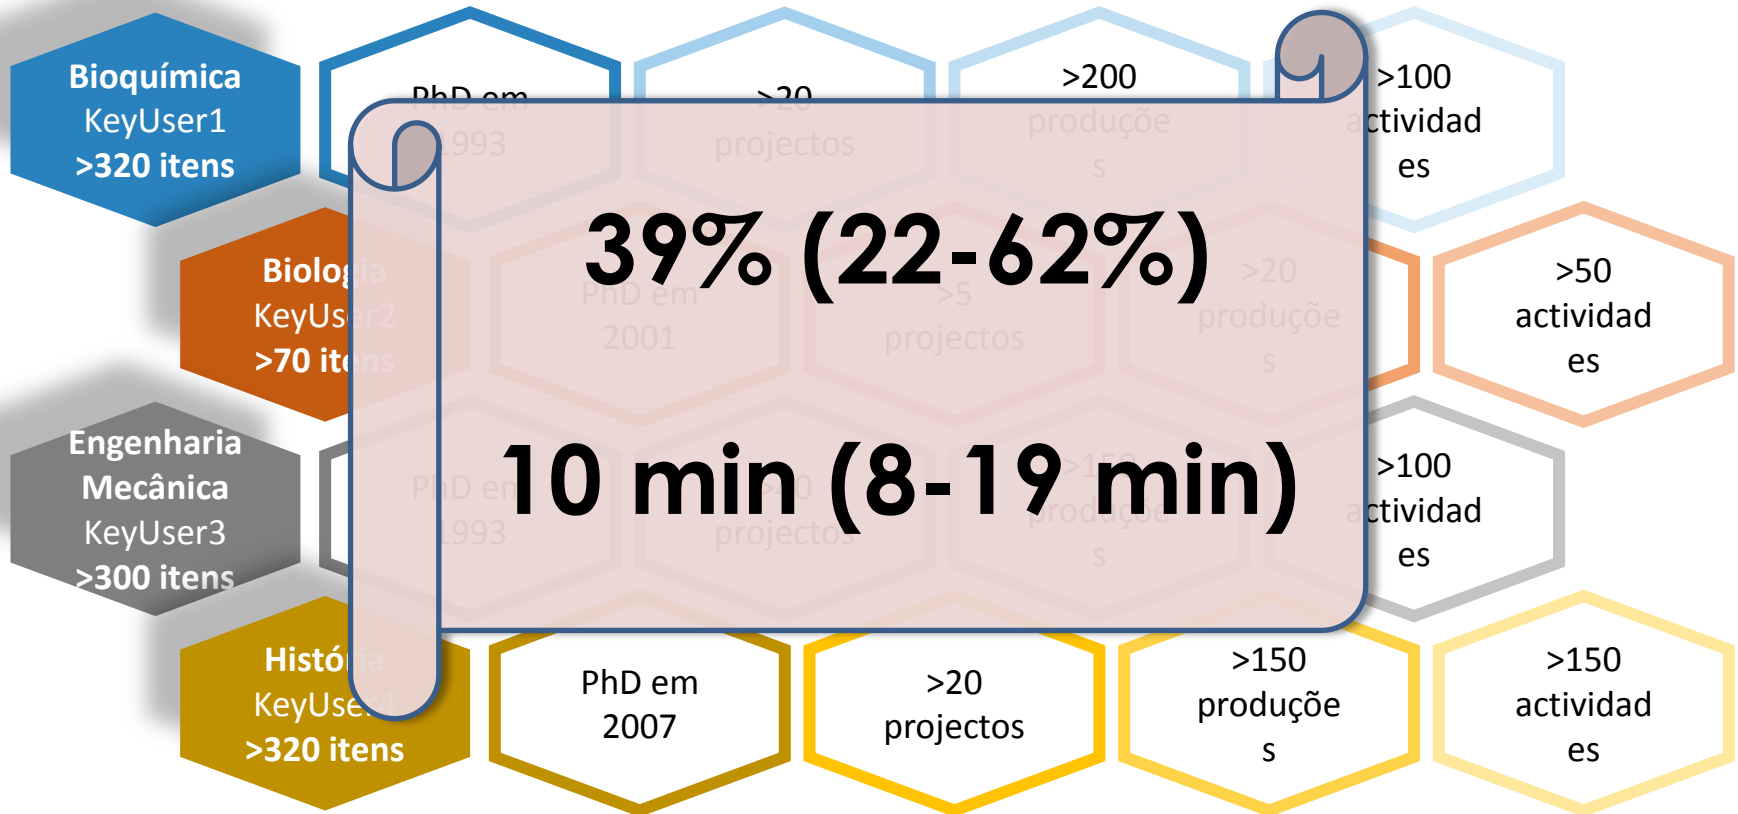 Bioquímica
KeyUser1
>320 itens
PhD em
1993
>20
projectos
>200
produçõe
s
>100
actividad
es
Biologia
KeyUser2
>70 itens
PhD em
2001
>5
projectos
>20
produçõe
s
>50
actividad
es
Engenharia
Mecânica
KeyUser3
>300 itens
PhD em
1993
>40
projectos
>150
produçõe
s
>100
actividad
es
História
KeyUser4
>320 itens
PhD em
2007
>20
projectos
>150
produçõe
s
>150
actividad
es
39% (22-62%)
10 min (8-19 min)